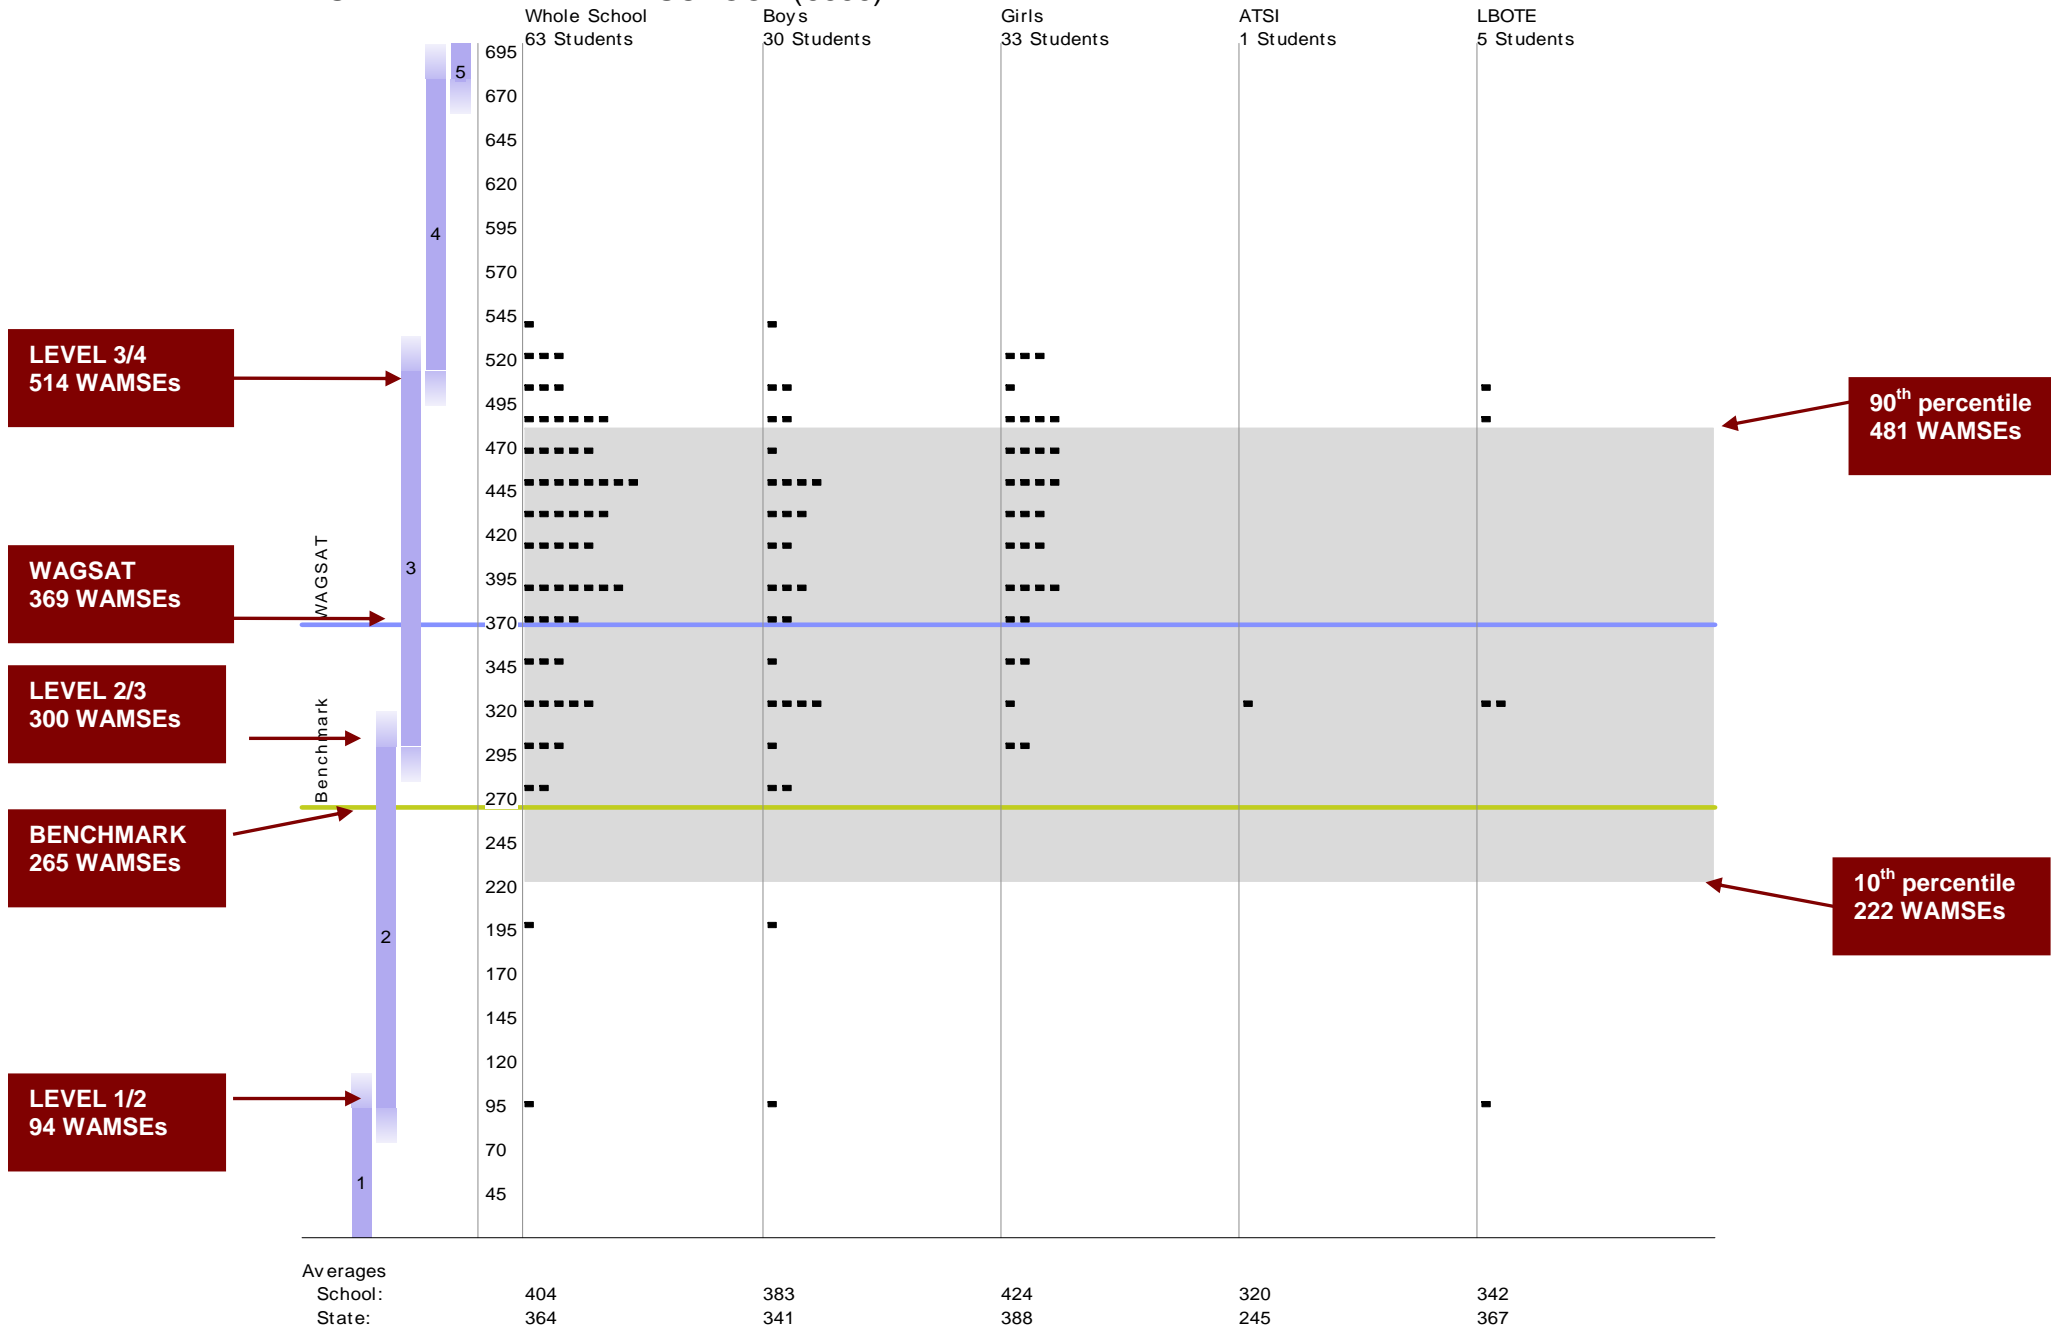 Whole School Boys Girls ATSI LBOTE
63 Students 30 Students 33 Students 1 Students 5 Students
695
5
670
645
620
595
4
570
545
LEVEL 3/4
514 WAMSEs
520
495
90th percentile
481 WAMSEs
470
445
420
WAGSAT
WAGSAT
369 WAMSEs
3
395
370
345
LEVEL 2/3
300 WAMSEs
320
Benchmark
295
270
BENCHMARK
265 WAMSEs
245
220
10th percentile
222 WAMSEs
2
195
170
145
120
LEVEL 1/2
94 WAMSEs
95
70
1
45
Averages
School: 404 383 424 320 342
State: 364 341 388 245 367